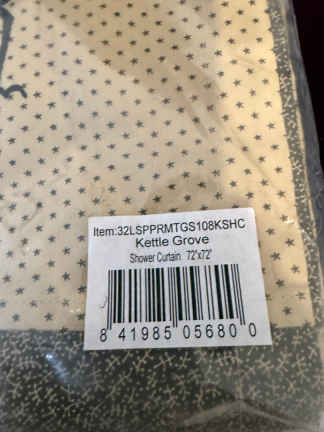 Item:32LSPPRMTGS108KSHC
Kettle Grove
Shower Curtain 72"x72"
8 41985 05680 0